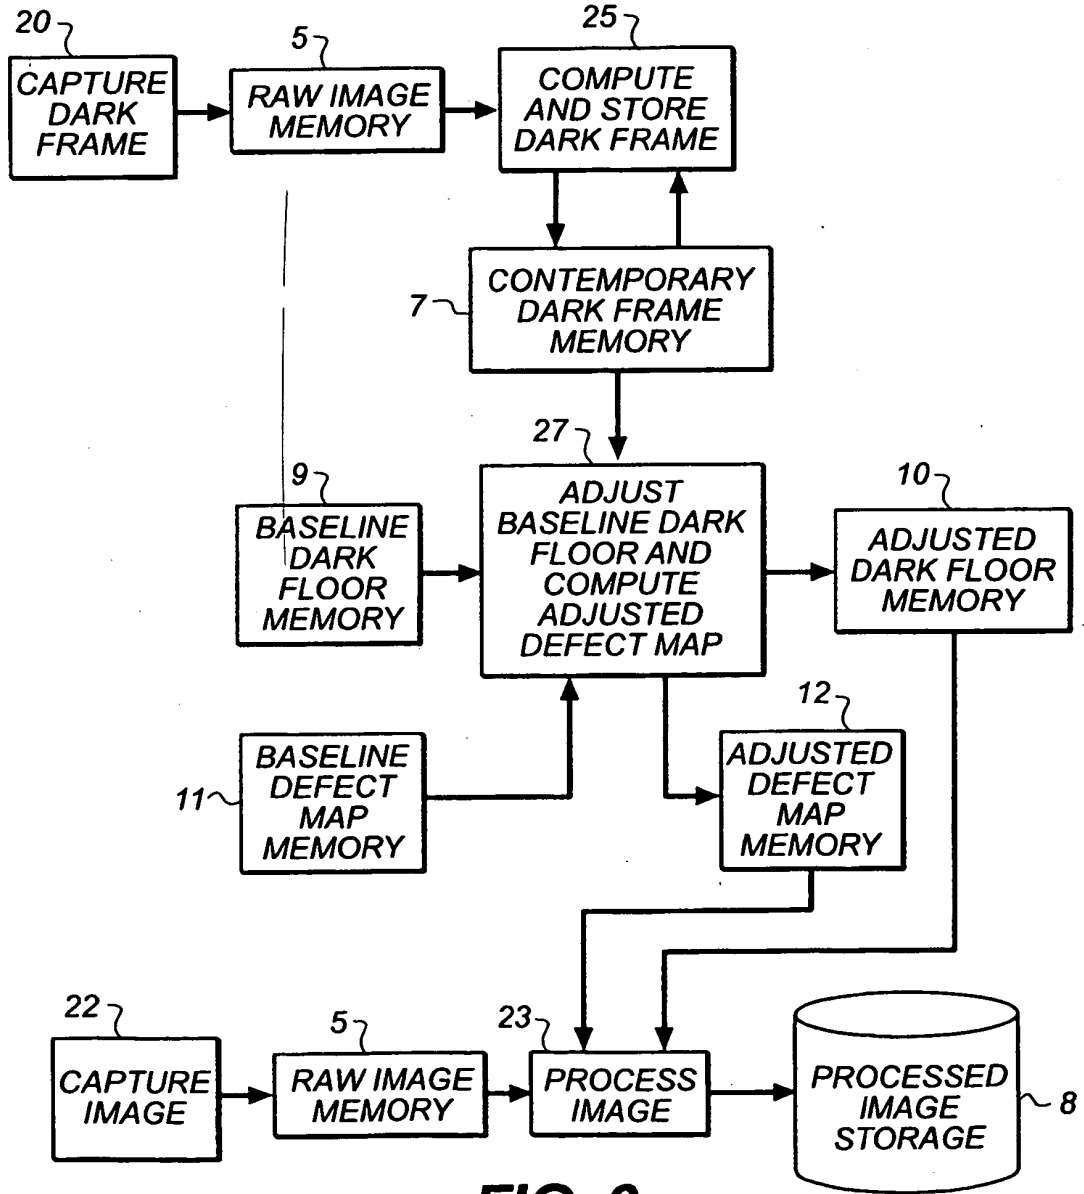 20
5
25
CAPTURE
DARK
FRAME
RAW IMAGE
MEMORY
COMPUTE
AND STORE
DARK FRAME
7
CONTEMPORARY
DARK FRAME
MEMORY
27
9
10
BASELINE
DARK
FLOOR
MEMORY
ADJUST
BASELINE DARK
FLOOR AND
COMPUTE
ADJUSTED
DEFECT MAP
ADJUSTED
DARK FLOOR
MEMORY
12
11
BASELINE
DEFECT
MAP
MEMORY
ADJUSTED
DEFECT
MAP
MEMORY
22
5
23
CAPTURE
IMAGE
RAW IMAGE
MEMORY
PROCESS
IMAGE
PROCESSED
IMAGE
STORAGE
8